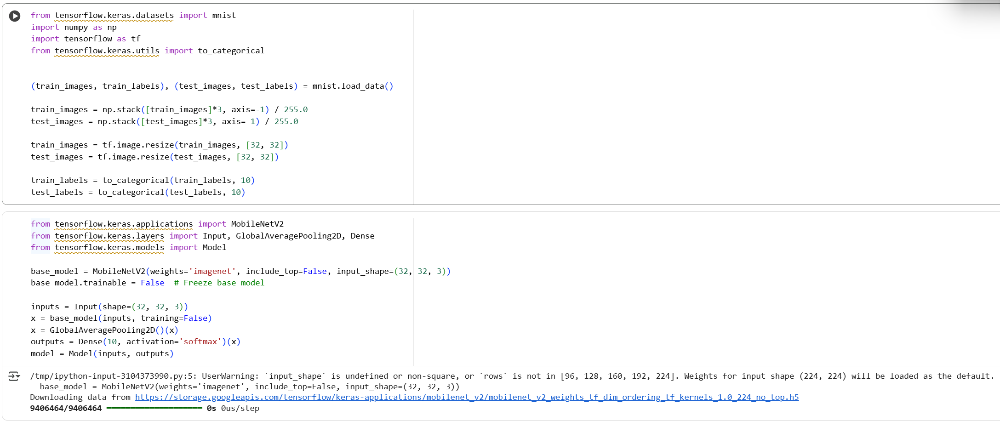 from tensorflow.keras.datasets import mnist
import numpy as np
import tensorflow as tf
from tensorflow.keras.utils import to_categorical
(train_images, train_labels), (test_images, test_labels) = mnist.load_data()
train_images = np.stack([train_images]*3, axis=-1) / 255.0
test_images = np.stack([test_images]*3, axis=-1) / 255.0
train_images = tf.image.resize(train_images, [32, 32])
test_images = tf.image.resize(test_images, [32, 32])
train_labels = to_categorical(train_labels, 10)
test_labels = to_categorical(test_labels, 10)
from tensorflow.keras.applications import MobileNetV2
from tensorflow.keras.layers import Input, GlobalAveragePooling2D, Dense
from tensorflow.keras.models import Model
base_model = MobileNetV2(weights='imagenet', include_top=False, input_shape=(32, 32, 3))
base_model.trainable = False  # Freeze base model
inputs = Input(shape=(32, 32, 3))
x = base_model(inputs, training=False)
x = GlobalAveragePooling2D()(x)
outputs = Dense(10, activation='softmax')(x)
model = Model(inputs, outputs)
/tmp/ipython-input-3104373990.py:5: UserWarning: `input_shape` is undefined or non-square, or `rows` is not in [96, 128, 160, 192, 224]. Weights for input shape (224, 224) will be loaded as the default.
  base_model = MobileNetV2(weights='imagenet', include_top=False, input_shape=(32, 32, 3))
Downloading data from https://storage.googleapis.com/tensorflow/keras-applications/mobilenet_v2/mobilenet_v2_weights_tf_dim_ordering_tf_kernels_1.0_224_no_top.h5
9406464/9406464 ━━━━━━━━━━━━━━━━━━━━ 0s 0us/step